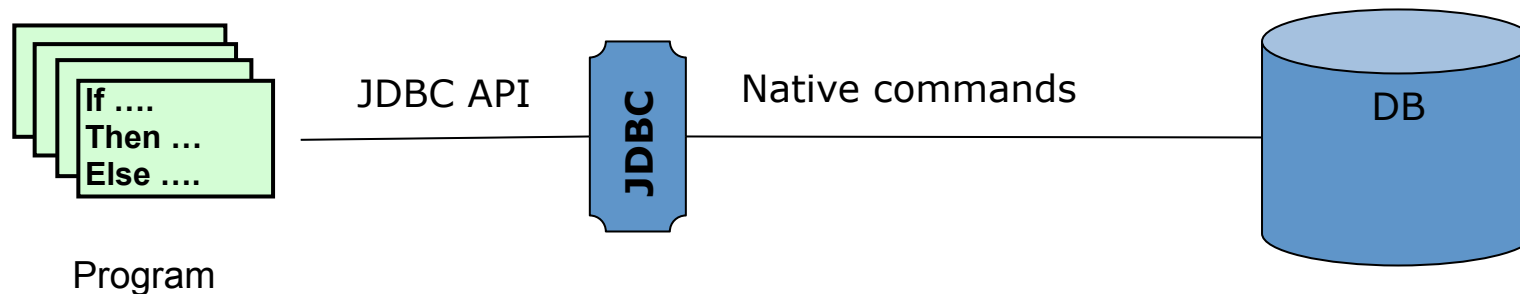 If ….
Then …
Else ….
Program
JDBC API
JDBC
Native commands
DB